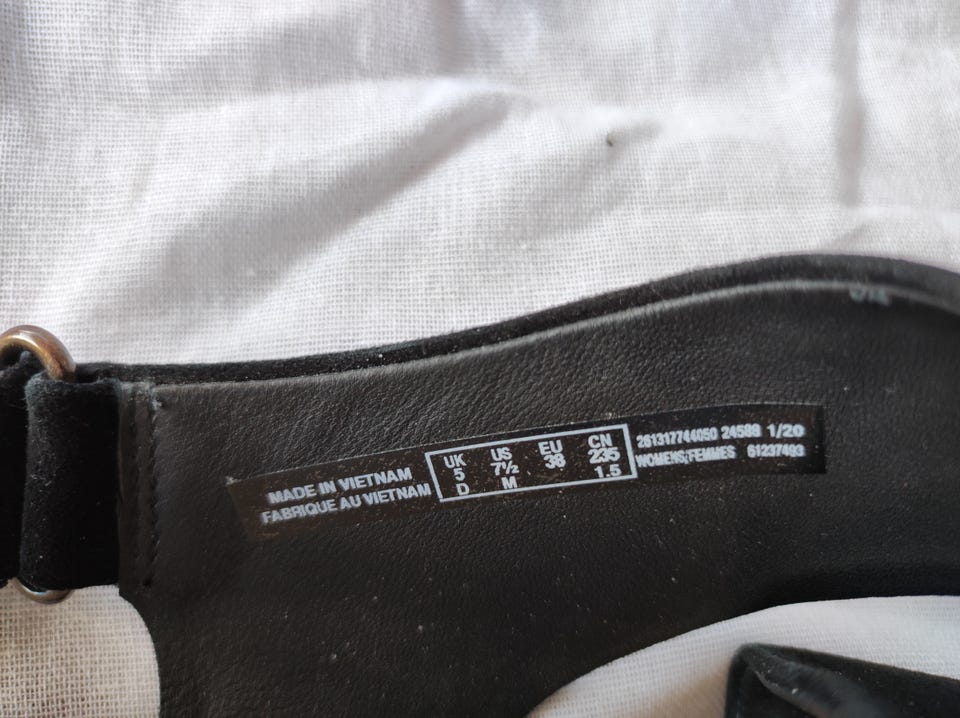 MADE IN VIETNAM
FABRIQUE AU VIETNAM
UK US EU CN
5 7½ 38 235
D M 1.5
261317744050 24588 1/20
WOMENS/FEMMES 61237493